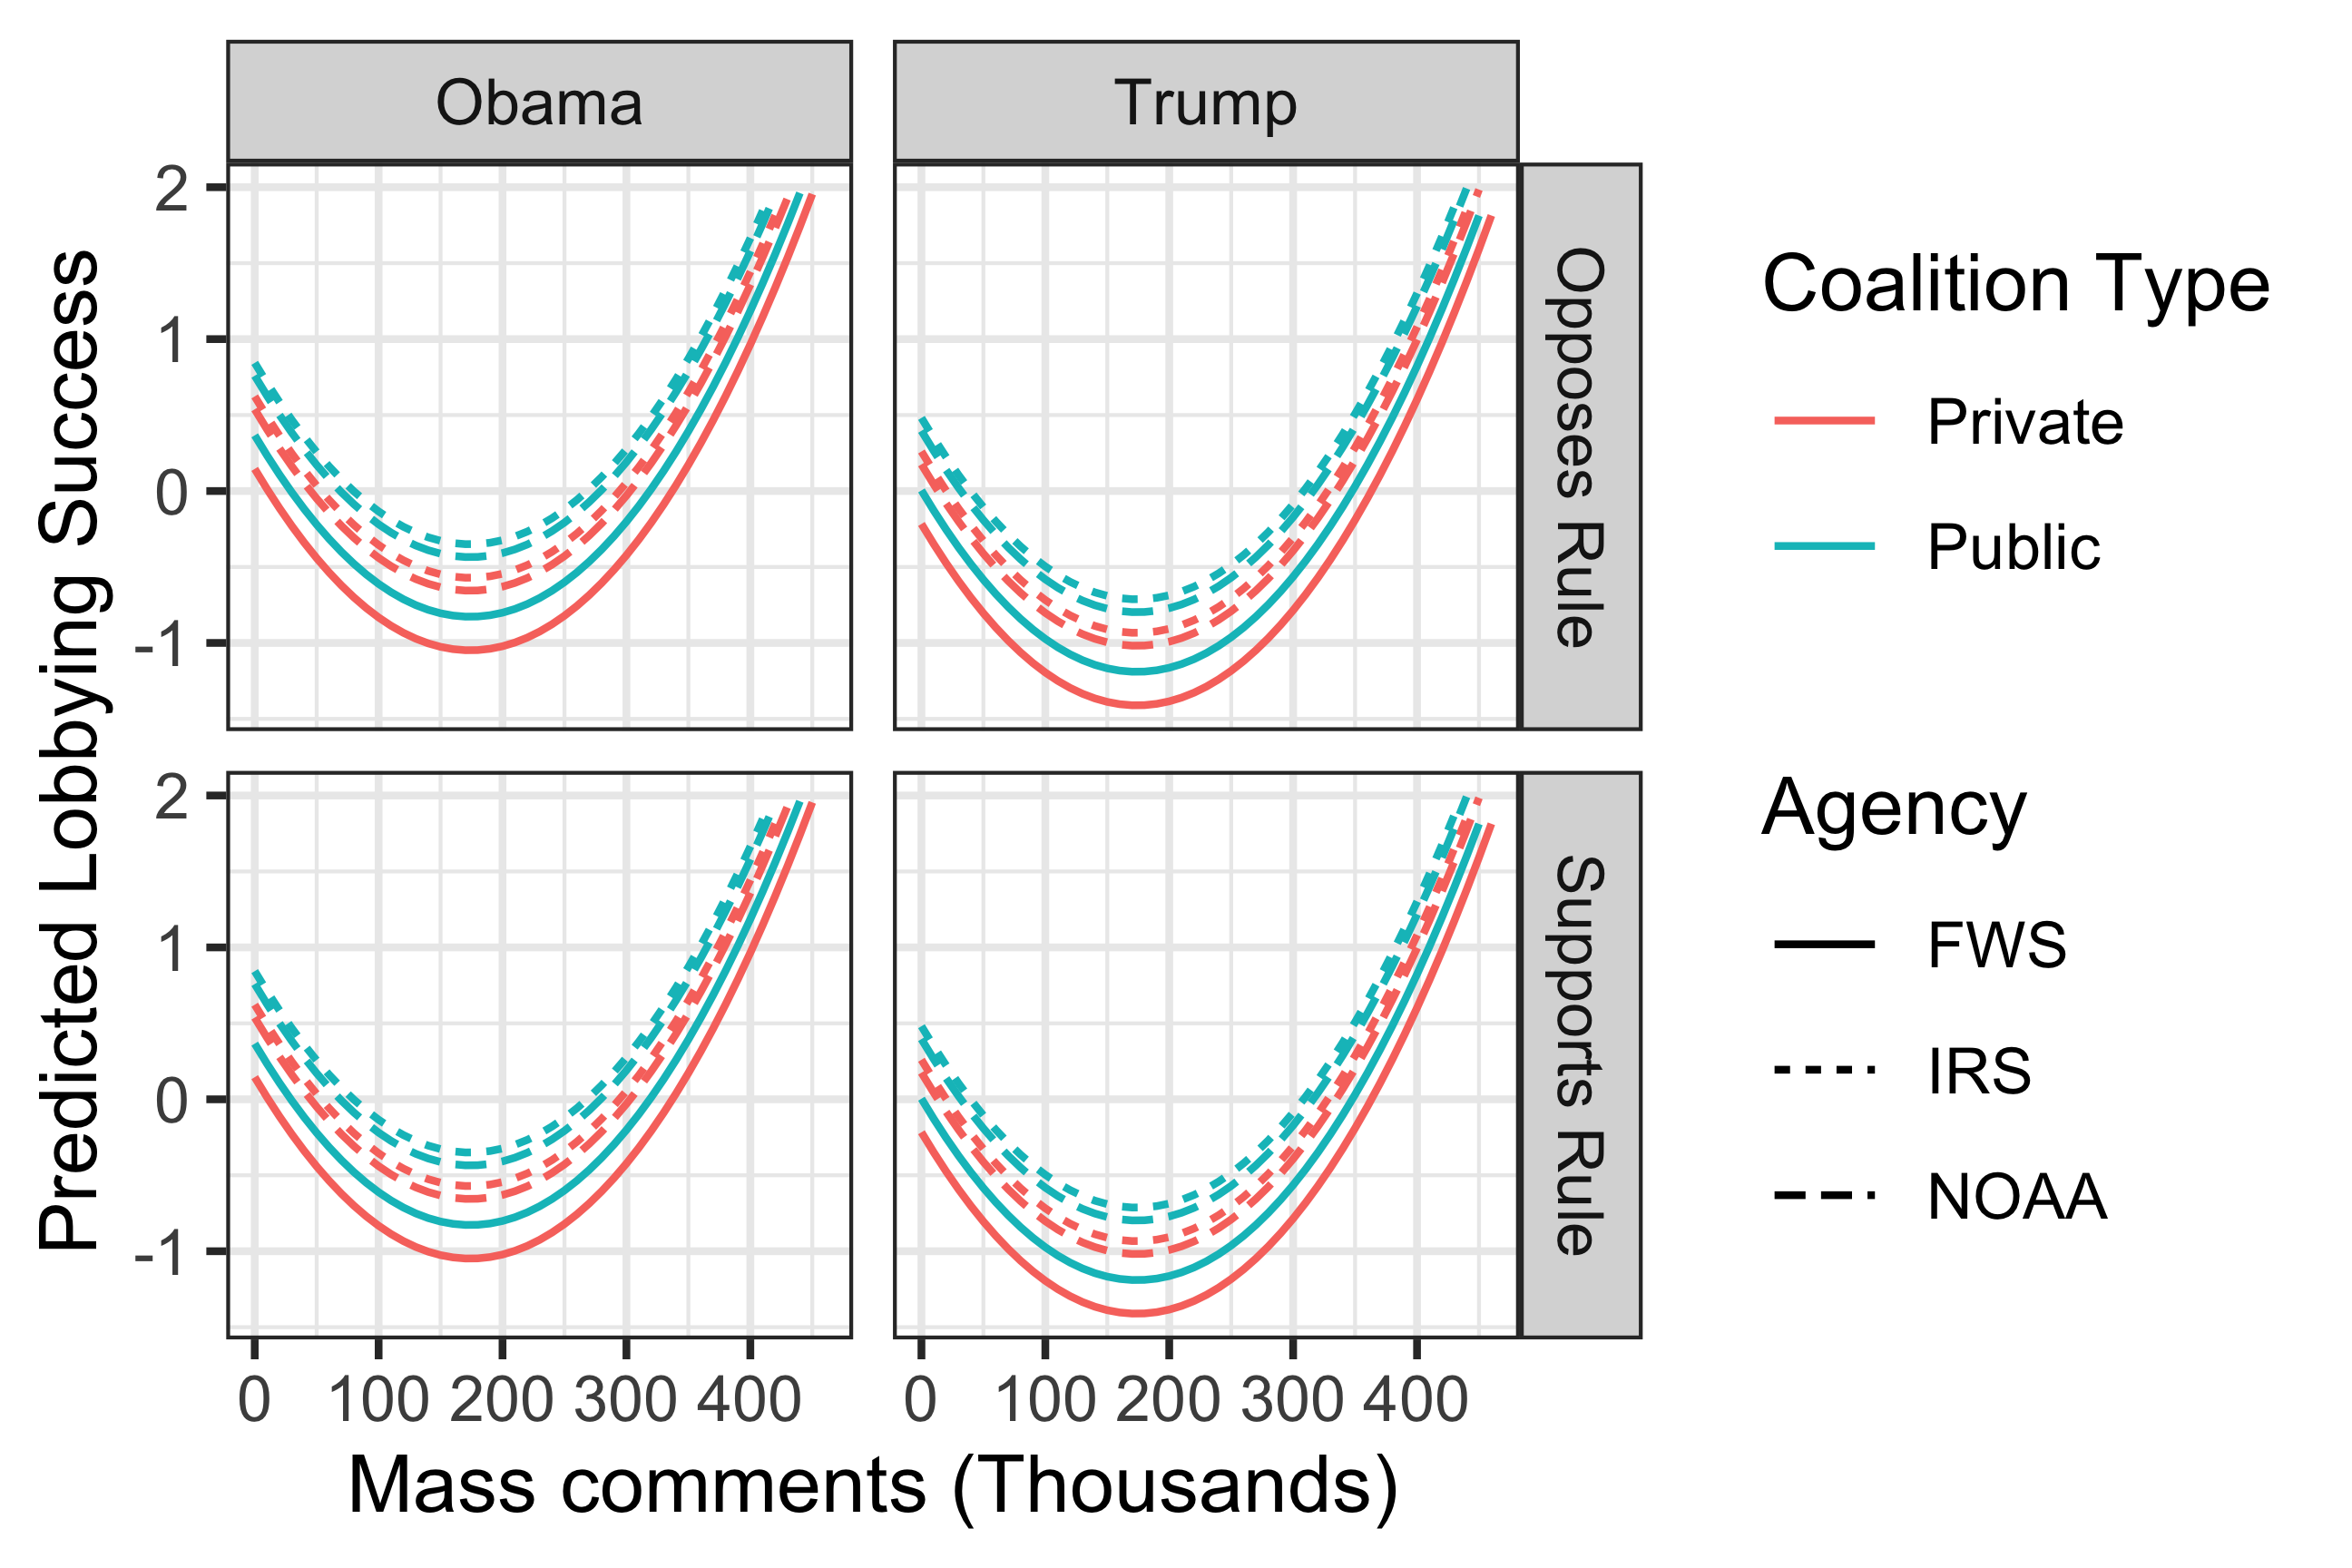 Obama
Trump
Predicted Lobbying Success
2
1
0
-1
Opposes Rule
2
1
0
-1
Supports Rule
0 100 200 300 400
0 100 200 300 400
Mass comments (Thousands)
Coalition Type
Private
Public
Agency
FWS
IRS
NOAA